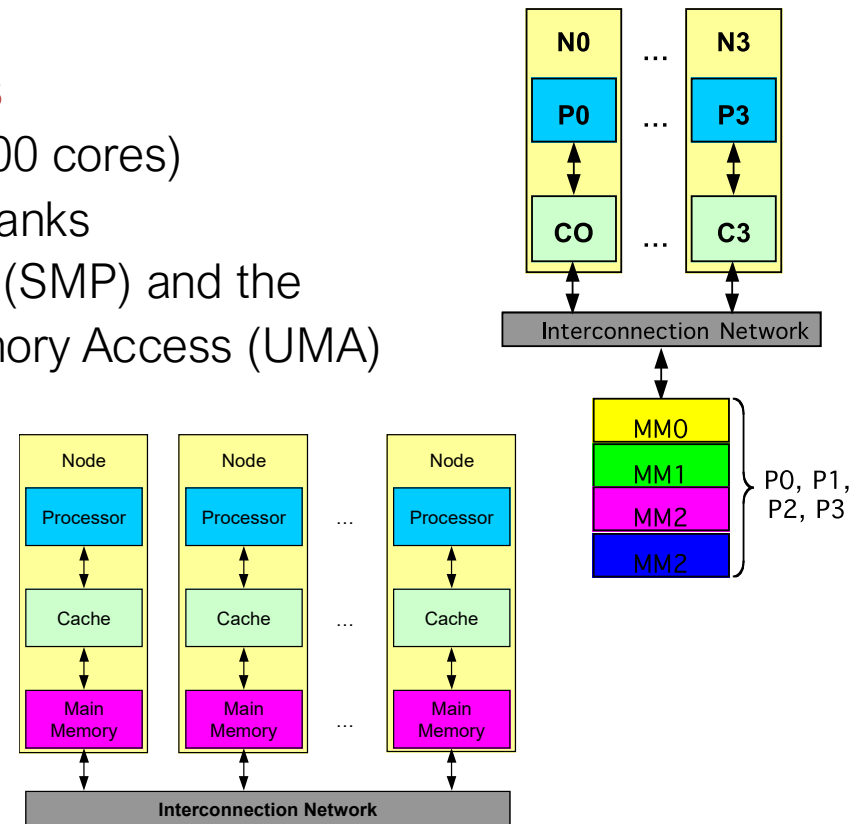 s
00 cores)
anks
(SMP) and the
nory Access (UMA)
N0 ... N3
P0 ... P3
CO ... C3
Interconnection Network
MM0
MM1
MM2
MM2
P0, P1,
P2, P3
Node Node Node
Processor Processor ... Processor
Cache Cache ... Cache
Main Main Main
Memory Memory ... Memory
Interconnection Network